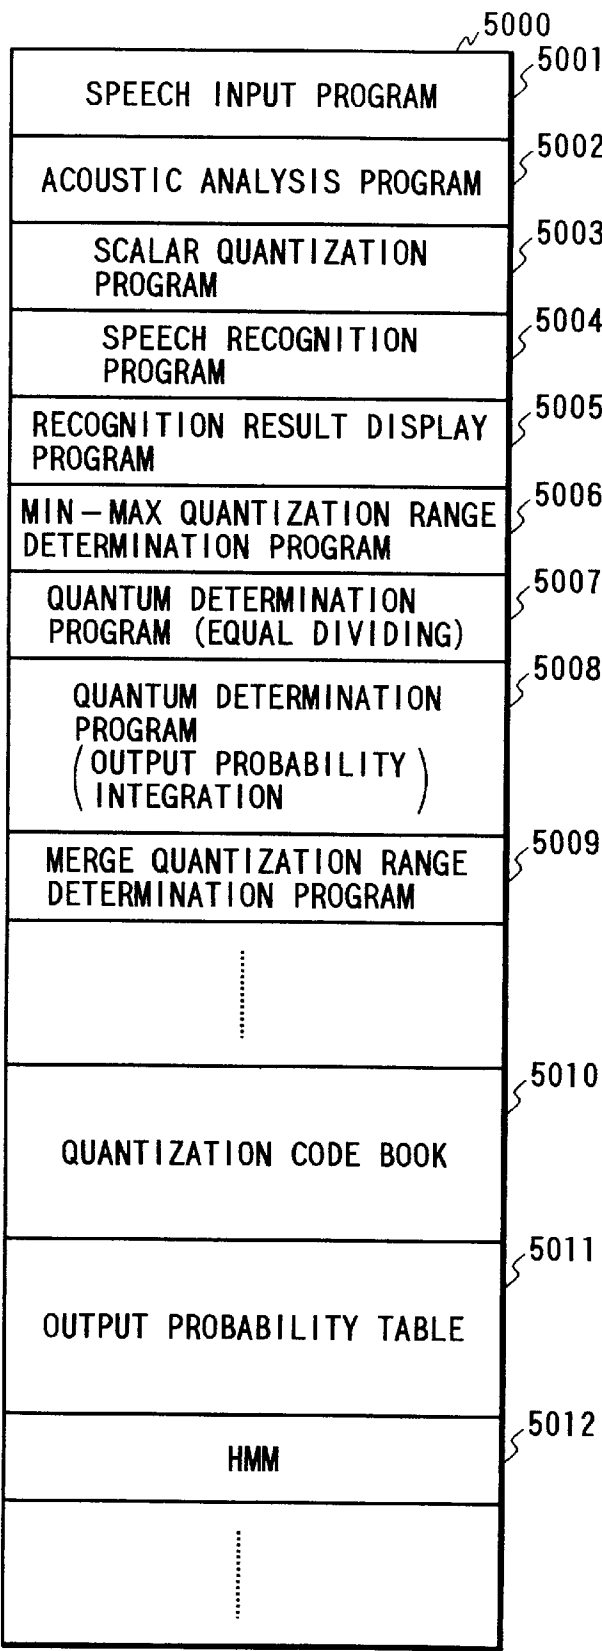 5000
5001
SPEECH INPUT PROGRAM
5002
ACOUSTIC ANALYSIS PROGRAM
5003
SCALAR QUANTIZATION
PROGRAM
5004
SPEECH RECOGNITION
PROGRAM
5005
RECOGNITION RESULT DISPLAY
PROGRAM
5006
MIN-MAX QUANTIZATION RANGE
DETERMINATION PROGRAM
5007
QUANTUM DETERMINATION
PROGRAM (EQUAL DIVIDING)
5008
QUANTUM DETERMINATION
PROGRAM
(OUTPUT PROBABILITY
INTEGRATION)
5009
MERGE QUANTIZATION RANGE
DETERMINATION PROGRAM
5010
QUANTIZATION CODE BOOK
5011
OUTPUT PROBABILITY TABLE
5012
HMM